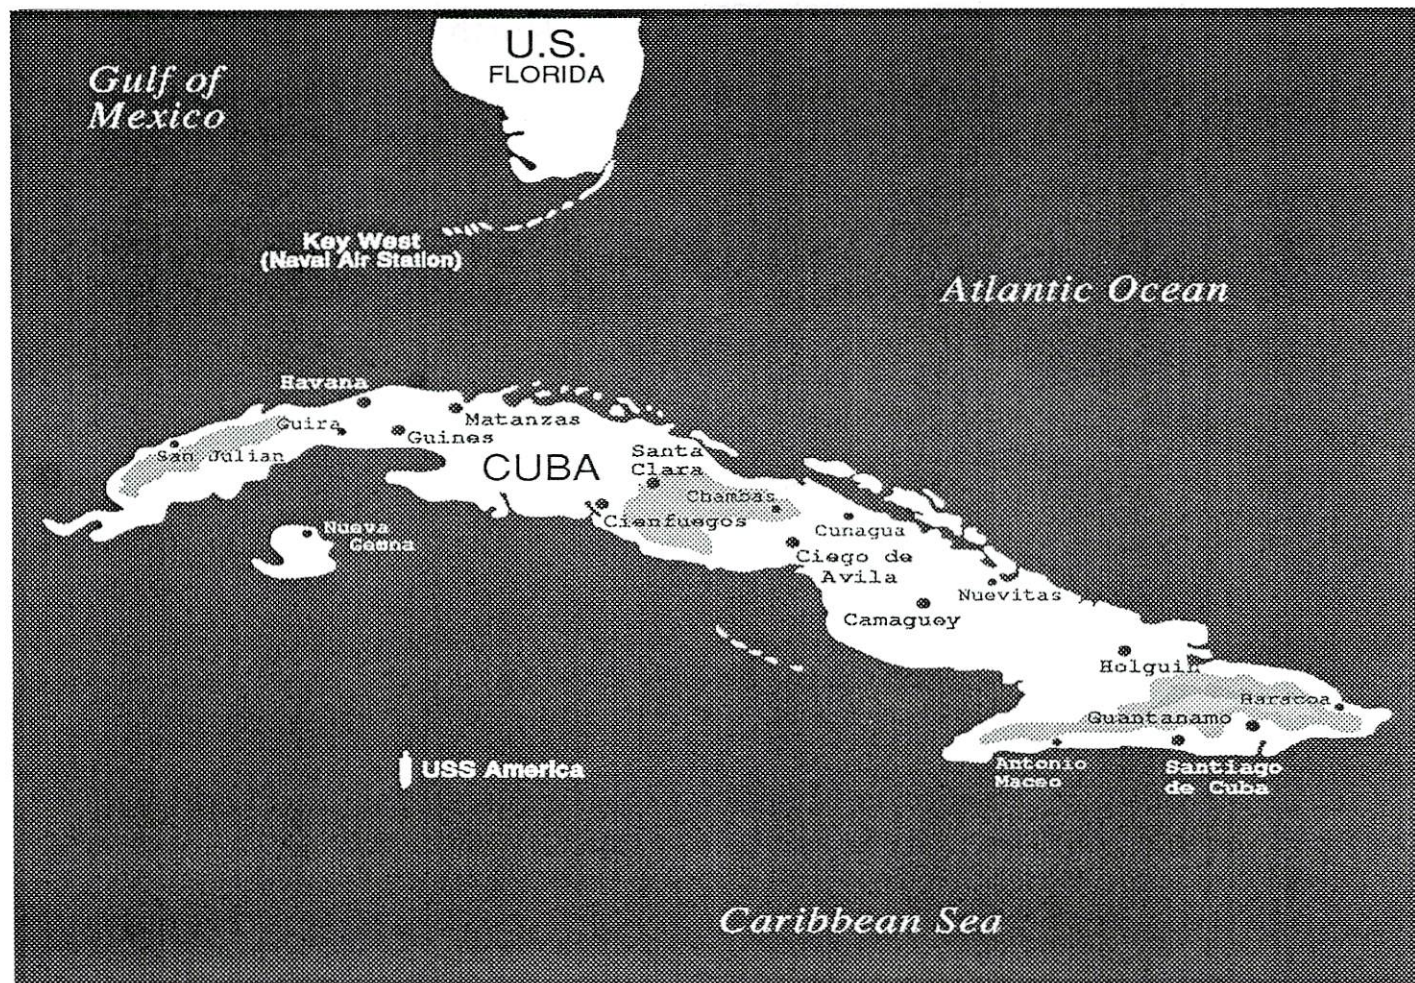 U.S.
FLORIDA
Gulf of
Mexico
Key West
(Naval Air Station)
Atlantic Ocean
Havana
Matanzas
Guira
Guines
San Julian
CUBA
Santa
Clara
Chambas
Cienfuegos
Cunagua
Nueva
Ciego de
Avila
Nuevitas
Camaguey
Holguin
Guantanamo
USS America
Antonio
Maceo
Santiago
de Cuba
Caribbean Sea